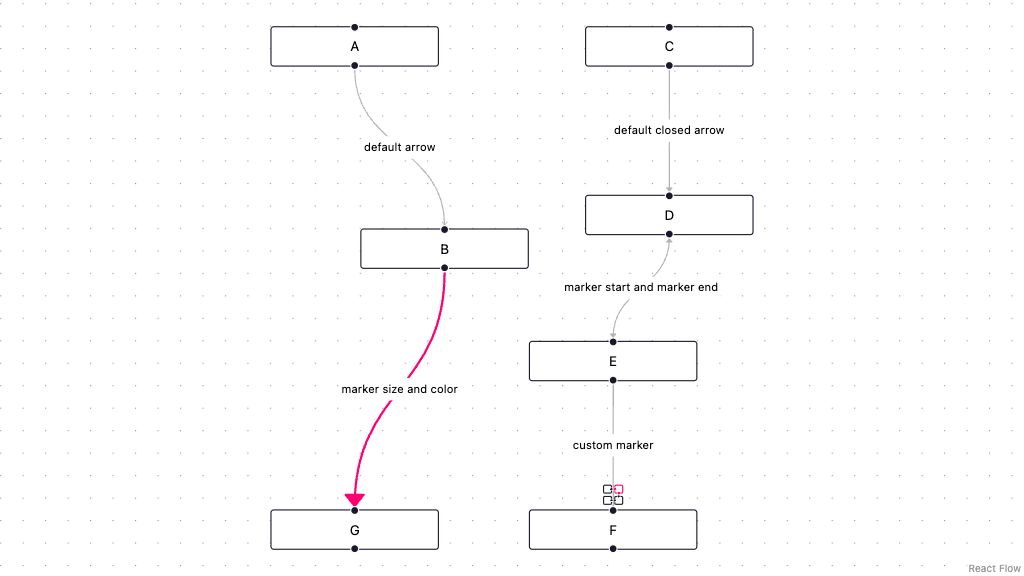 A
C
default closed arrow
default arrow
D
B
marker start and marker end
E
marker size and color
custom marker
G
F
React Flow